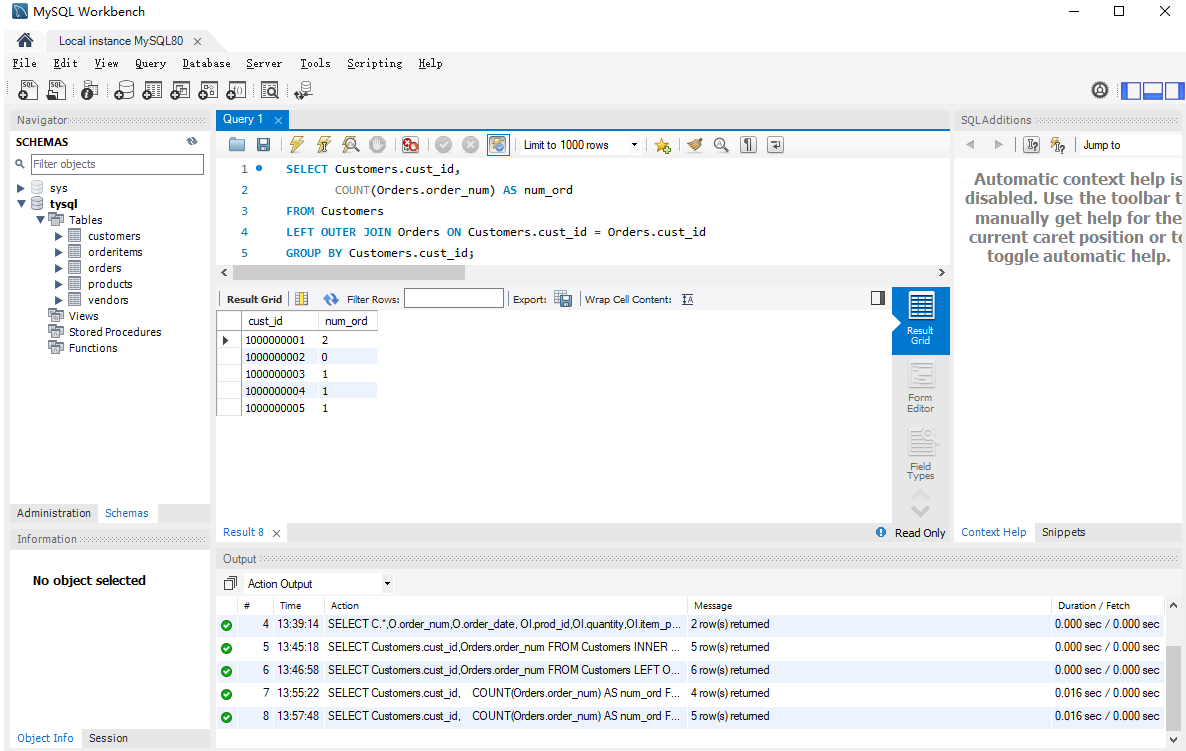 MySQL Workbench
Local instance MySQL80
File Edit View Query Database Server Tools Scripting Help
Navigator
SCHEMAS
Filter objects
sys
tysql
Tables
customers
orderitems
orders
products
vendors
Views
Stored Procedures
Functions
Administration Schemas
Information
No object selected
Object Info Session
Query 1
Limit to 1000 rows
1 SELECT Customers.cust_id,
2 COUNT(Orders.order_num) AS num_ord
3 FROM Customers
4 LEFT OUTER JOIN Orders ON Customers.cust_id = Orders.cust_id
5 GROUP BY Customers.cust_id;
Result Grid Filter Rows: Export: Wrap Cell Content:
cust_id num_ord
1000000001 2
1000000002 0
1000000003 1
1000000004 1
1000000005 1
Result
Grid
Form
Editor
Field
Types
Result 8 Read Only
SQLAdditions
Jump to
Automatic context help is
disabled. Use the toolbar t
manually get help for the
current caret position or to
toggle automatic help.
Context Help Snippets
Output
Action Output
# Time Action Message Duration / Fetch
4 13:39:14 SELECT C.*,O.order_num,O.order_date, OI.prod_id,OI.quantity,OI.item_p... 2 row(s) returned 0.000 sec / 0.000 sec
5 13:45:18 SELECT Customers.cust_id,Orders.order_num FROM Customers INNER ... 5 row(s) returned 0.000 sec / 0.000 sec
6 13:46:58 SELECT Customers.cust_id,Orders.order_num FROM Customers LEFT O... 6 row(s) returned 0.000 sec / 0.000 sec
7 13:55:22 SELECT Customers.cust_id, COUNT(Orders.order_num) AS num_ord F... 4 row(s) returned 0.016 sec / 0.000 sec
8 13:57:48 SELECT Customers.cust_id, COUNT(Orders.order_num) AS num_ord F... 5 row(s) returned 0.016 sec / 0.000 sec